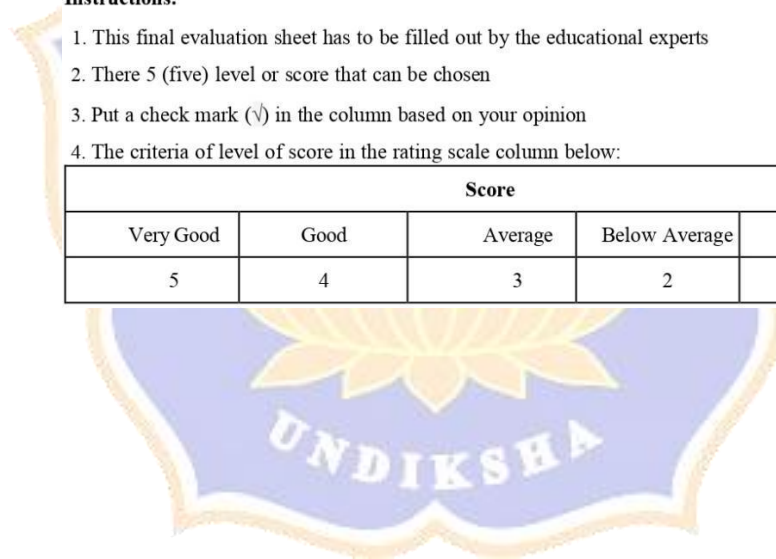 Instructions:
1. This final evaluation sheet has to be filled out by the educational experts
2. There 5 (five) level or score that can be chosen
3. Put a check mark (√) in the column based on your opinion
4. The criteria of level of score in the rating scale column below:
Score
Very Good Good Average Below Average
5 4 3 2
UNDIKSHA